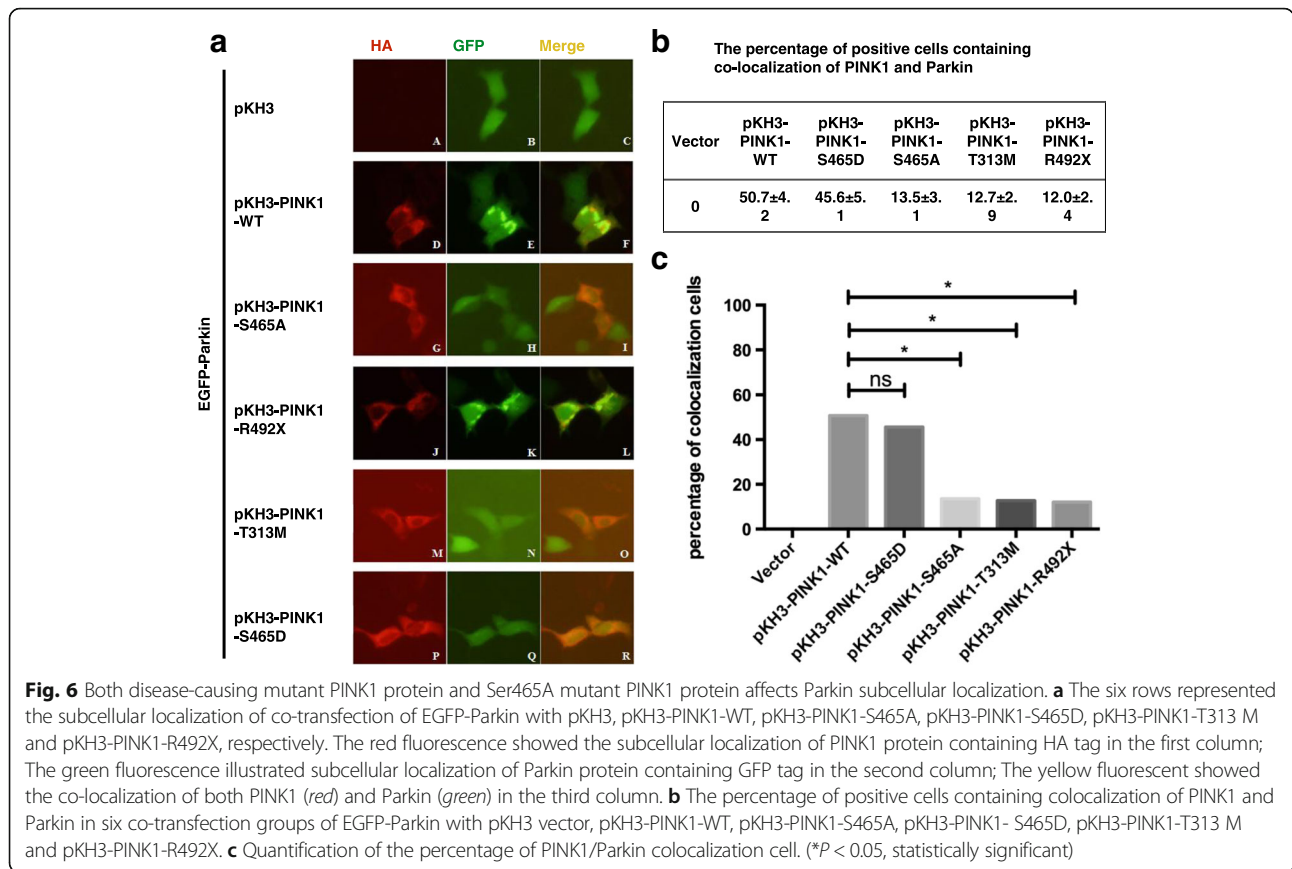 a
HA GFP Merge
EGFP-Parkin
pKH3
A B C
pKH3-PINK1
-WT
D E F
pKH3-PINK1
-S465A
G H I
pKH3-PINK1
-R492X
J K L
pKH3-PINK1
-T313M
M N O
pKH3-PINK1
-S465D
P Q R
b
The percentage of positive cells containing
co-localization of PINK1 and Parkin
Vector pKH3-PINK1-WT pKH3-PINK1-S465D pKH3-PINK1-S465A pKH3-PINK1-T313M pKH3-PINK1-R492X
0 50.7±4.2 45.6±5.1 13.5±3.1 12.7±2.9 12.0±2.4
c
percentage of colocalization cells
100
80
60
40
20
0
*
*
*
ns
Vector
pKH3-PINK1-WT
pKH3-PINK1-S465D
pKH3-PINK1-S465A
pKH3-PINK1-T313M
pKH3-PINK1-R492X
Fig. 6 Both disease-causing mutant PINK1 protein and Ser465A mutant PINK1 protein affects Parkin subcellular localization. a The six rows represented
the subcellular localization of co-transfection of EGFP-Parkin with pKH3, pKH3-PINK1-WT, pKH3-PINK1-S465A, pKH3-PINK1-S465D, pKH3-PINK1-T313 M
and pKH3-PINK1-R492X, respectively. The red fluorescence showed the subcellular localization of PINK1 protein containing HA tag in the first column;
The green fluorescence illustrated subcellular localization of Parkin protein containing GFP tag in the second column; The yellow fluorescent showed
the co-localization of both PINK1 (red) and Parkin (green) in the third column. b The percentage of positive cells containing colocalization of PINK1 and
Parkin in six co-transfection groups of EGFP-Parkin with pKH3 vector, pKH3-PINK1-WT, pKH3-PINK1-S465A, pKH3-PINK1- S465D, pKH3-PINK1-T313 M
and pKH3-PINK1-R492X. c Quantification of the percentage of PINK1/Parkin colocalization cell. (*P < 0.05, statistically significant)